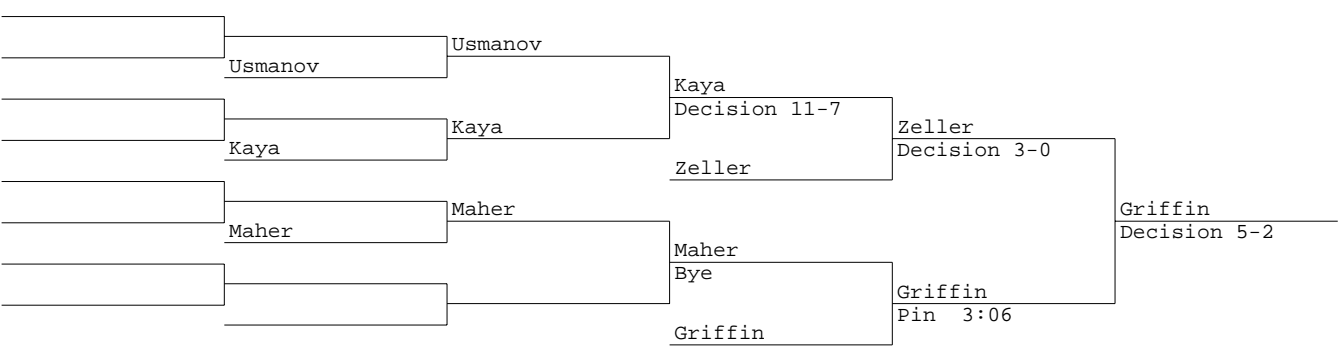 Usmanov
Usmanov
Kaya
Decision 11-7
Kaya
Kaya
Zeller
Decision 3-0
Zeller
Maher
Maher
Griffin
Decision 5-2
Maher
Bye
Griffin
Pin 3:06
Griffin